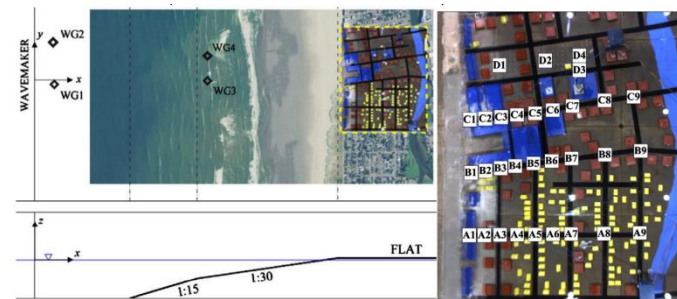 WAVEMAKER
y
WG2
x
WG1
WG4
WG3
z
x
1:15
1:30
FLAT
D1
D2
D4
D3
C1 C2 C3 C4 C5 C6 C7 C8 C9
B1 B2 B3 B4 B5 B6 B7 B8 B9
A1 A2 A3 A4 A5 A6 A7 A8 A9